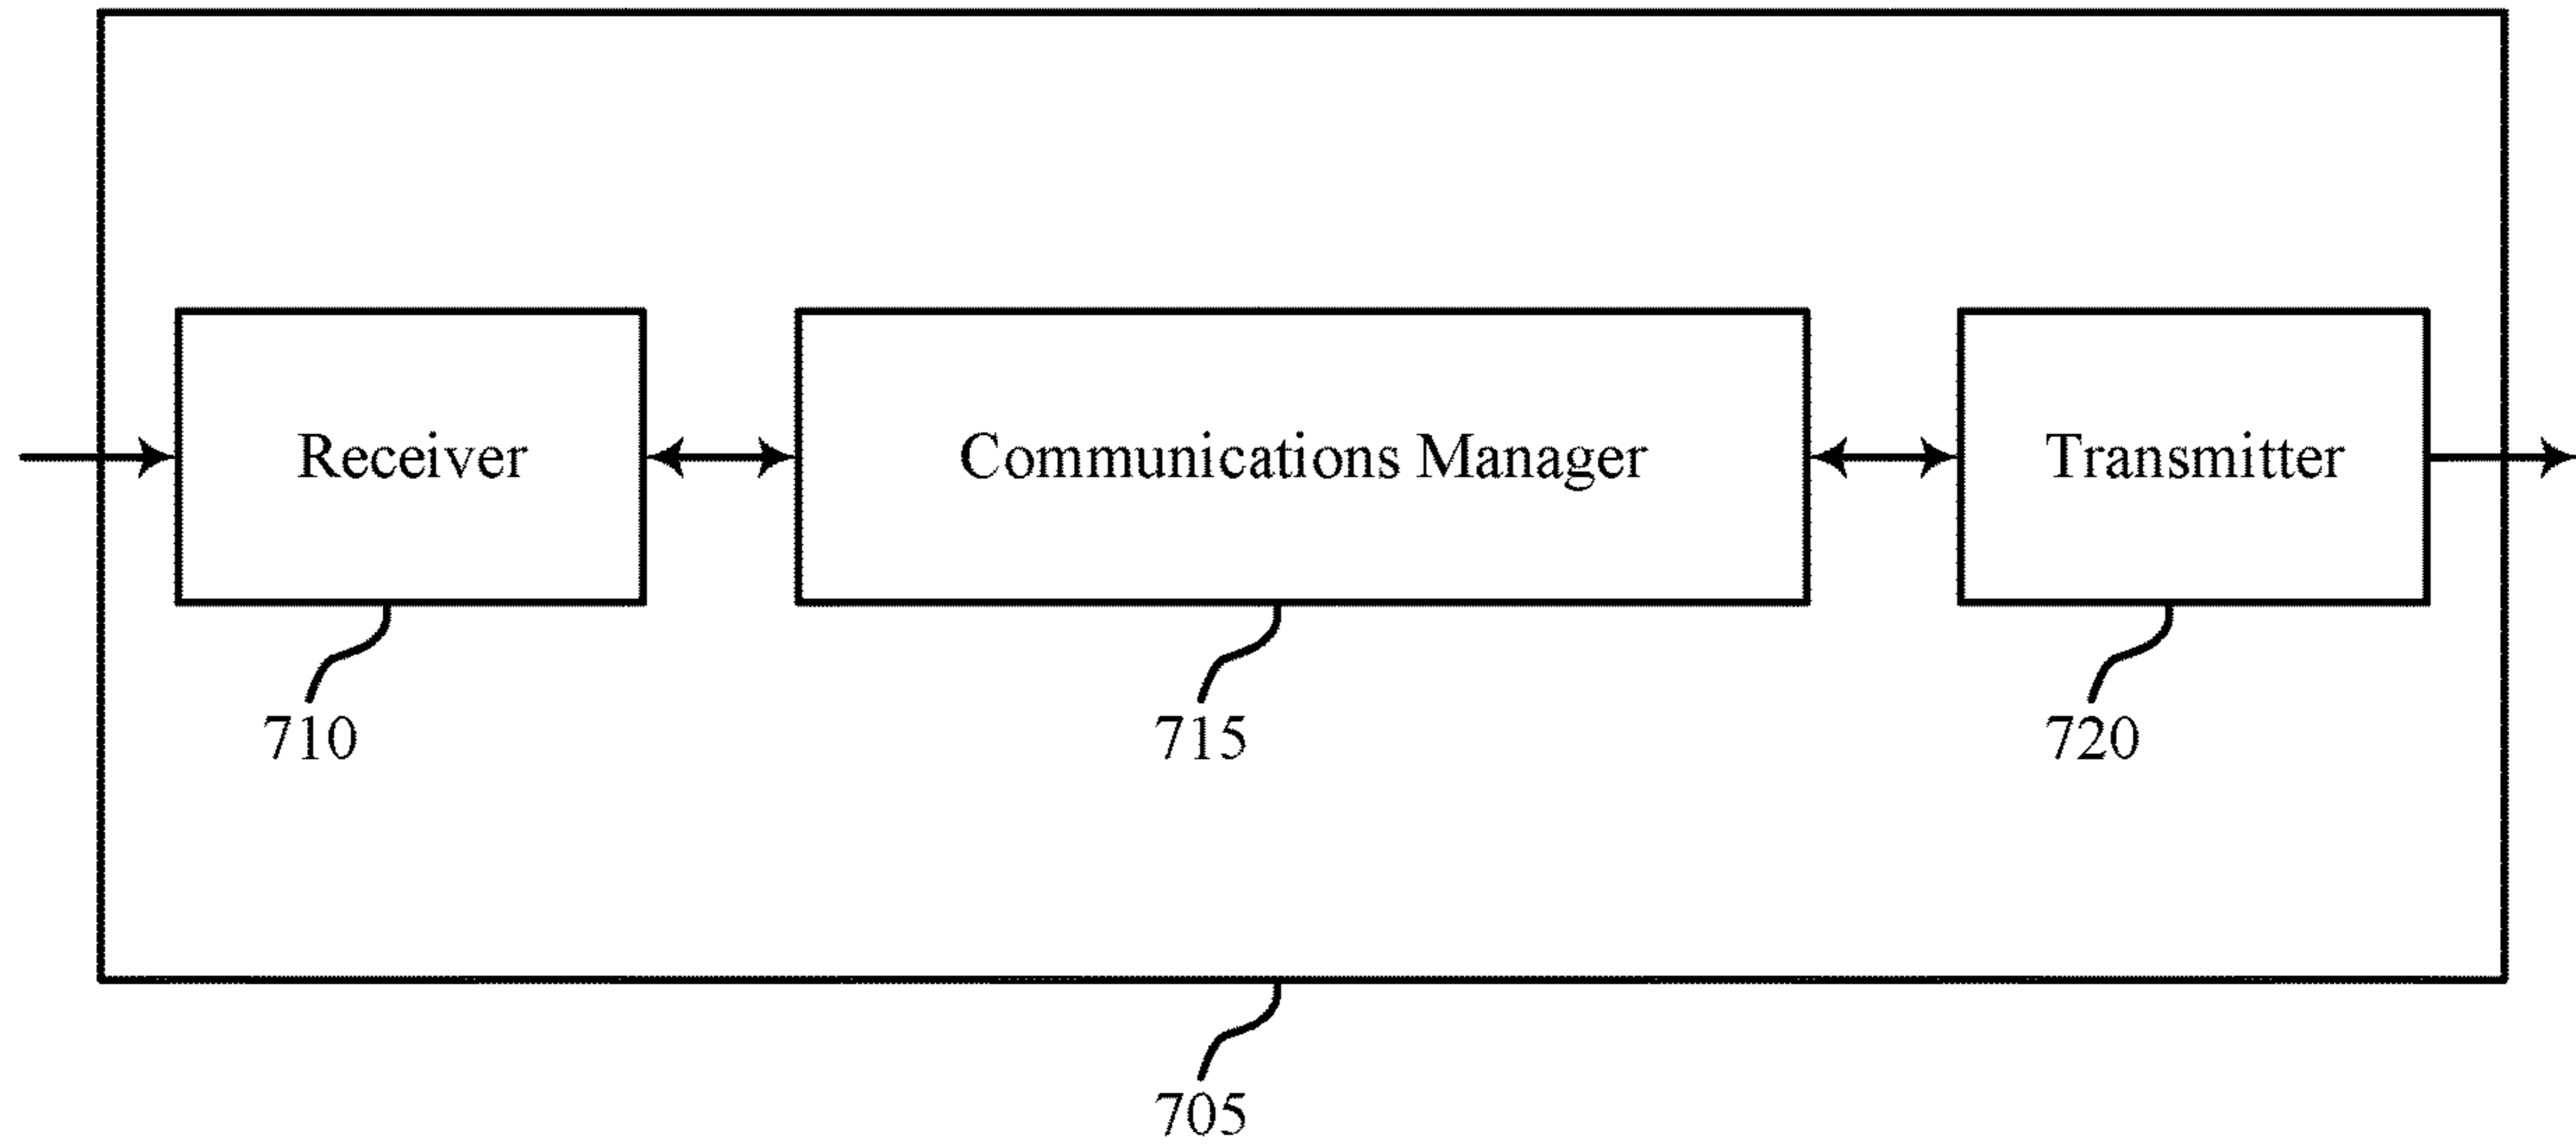 Receiver
Communications Manager
Transmitter
710
715
720
705